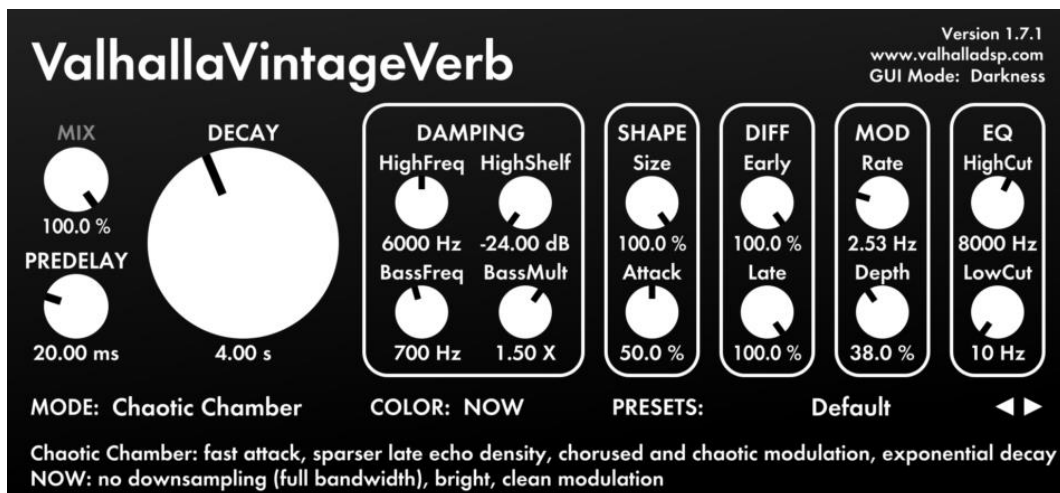 ValhallaVintageVerb
Version 1.7.1
www.valhalladsp.com
GUI Mode: Darkness
MIX
100.0 %
PREDELAY
20.00 ms
DECAY
4.00 s
DAMPING
HighFreq HighShelf
6000 Hz -24.00 dB
BassFreq BassMult
700 Hz 1.50 X
SHAPE
Size
100.0 %
Attack
50.0 %
DIFF
Early
100.0 %
Late
100.0 %
MOD
Rate
2.53 Hz
Depth
38.0 %
EQ
HighCut
8000 Hz
LowCut
10 Hz
MODE: Chaotic Chamber COLOR: NOW PRESETS: Default
Chaotic Chamber: fast attack, sparser late echo density, chorused and chaotic modulation, exponential decay
NOW: no downsampling (full bandwidth), bright, clean modulation